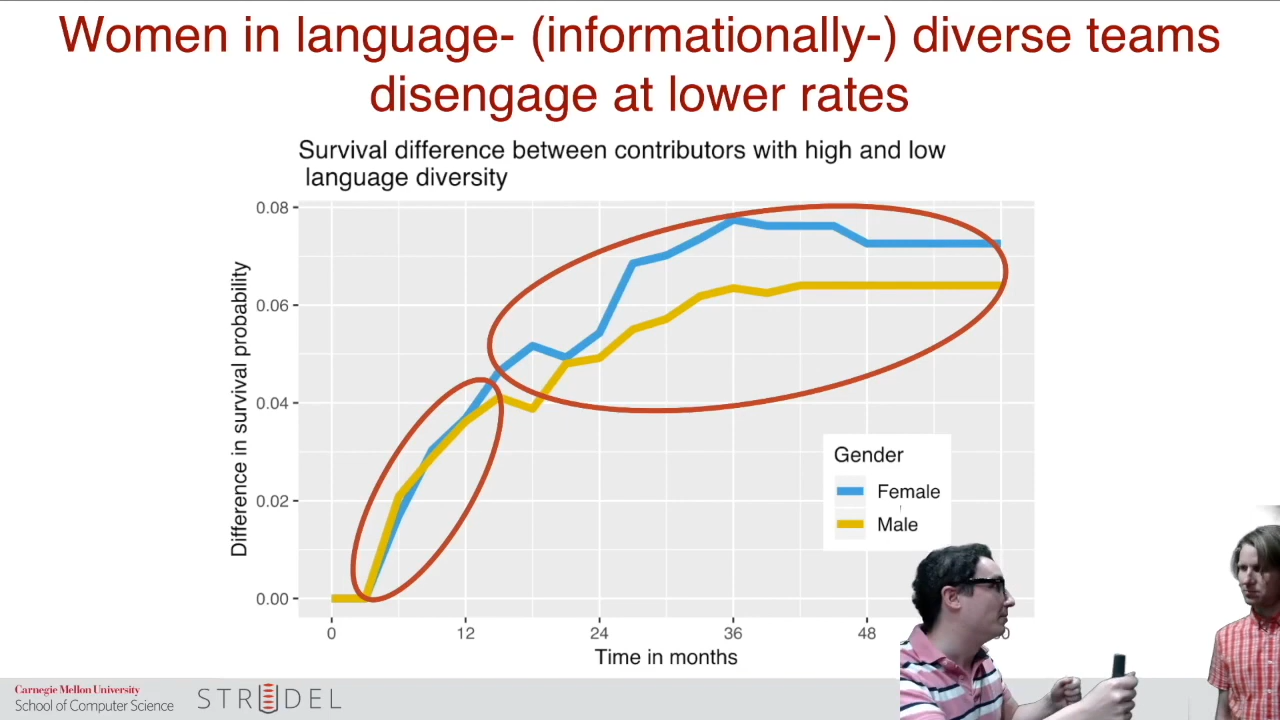 Women in language- (informationally-) diverse teams
disengage at lower rates
Survival difference between contributors with high and low
language diversity
Difference in survival probability
0.08
0.06
0.04
0.02
0.00
0
12
24
36
48
Time in months
Gender
Female
Male
Carnegie Mellon University
School of Computer Science
STRUDEL